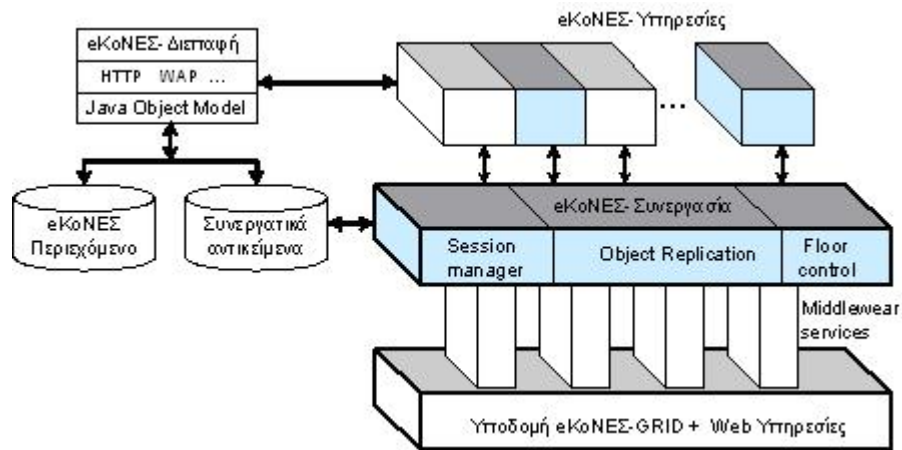 eKoNEΣ-Υπηρεσίες
eKoNEΣ-Διεπαφή
HTTP WAP ...
Java Object Model
...
eKoNEΣ
Περιεχόμενο
Συνεργατικά
αντικείμενα
eKoNEΣ-Συνεργασία
Session
manager
Object Replication
Floor
control
Middlewear
services
Υποδομή eKoNEΣ-GRID + Web Υπηρεσίες